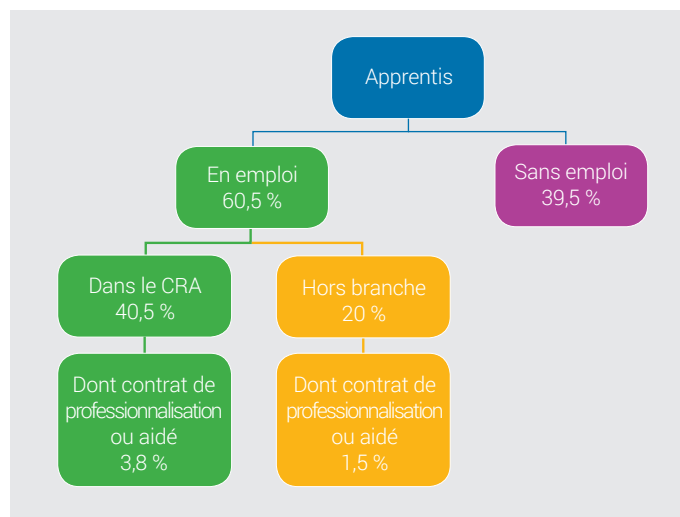 Apprentis
En emploi
60,5 %
Sans emploi
39,5 %
Dans le CRA
40,5 %
Hors branche
20 %
Dont contrat de
professionnalisation
ou aidé
3,8 %
Dont contrat de
professionnalisation
ou aidé
1,5 %